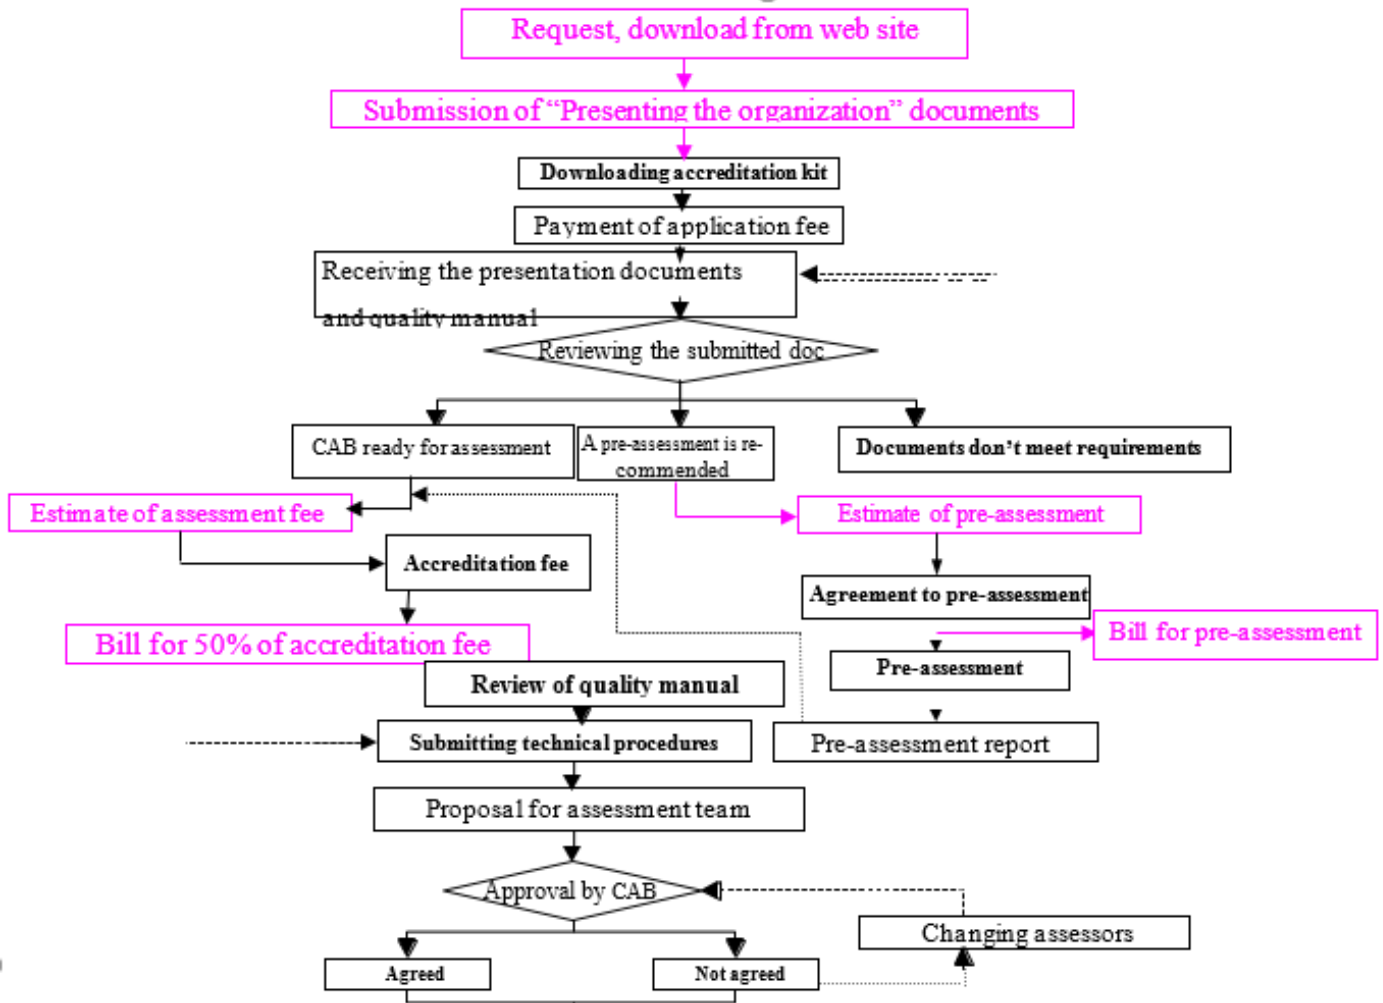 Request, download from web site
Submission of “Presenting the organization” documents
Downloading accreditation kit
Payment of application fee
Receiving the presentation documents
and quality manual
Reviewing the submitted doc
CAB ready for assessment
A pre-assessment is re-
commended
Documents don’t meet requirements
Estimate of assessment fee
Estimate of pre-assessment
Accreditation fee
Agreement to pre-assessment
Bill for 50% of accreditation fee
Bill for pre-assessment
Pre-assessment
Review of quality manual
Submitting technical procedures
Pre-assessment report
Proposal for assessment team
Approval by CAB
Changing assessors
Agreed
Not agreed